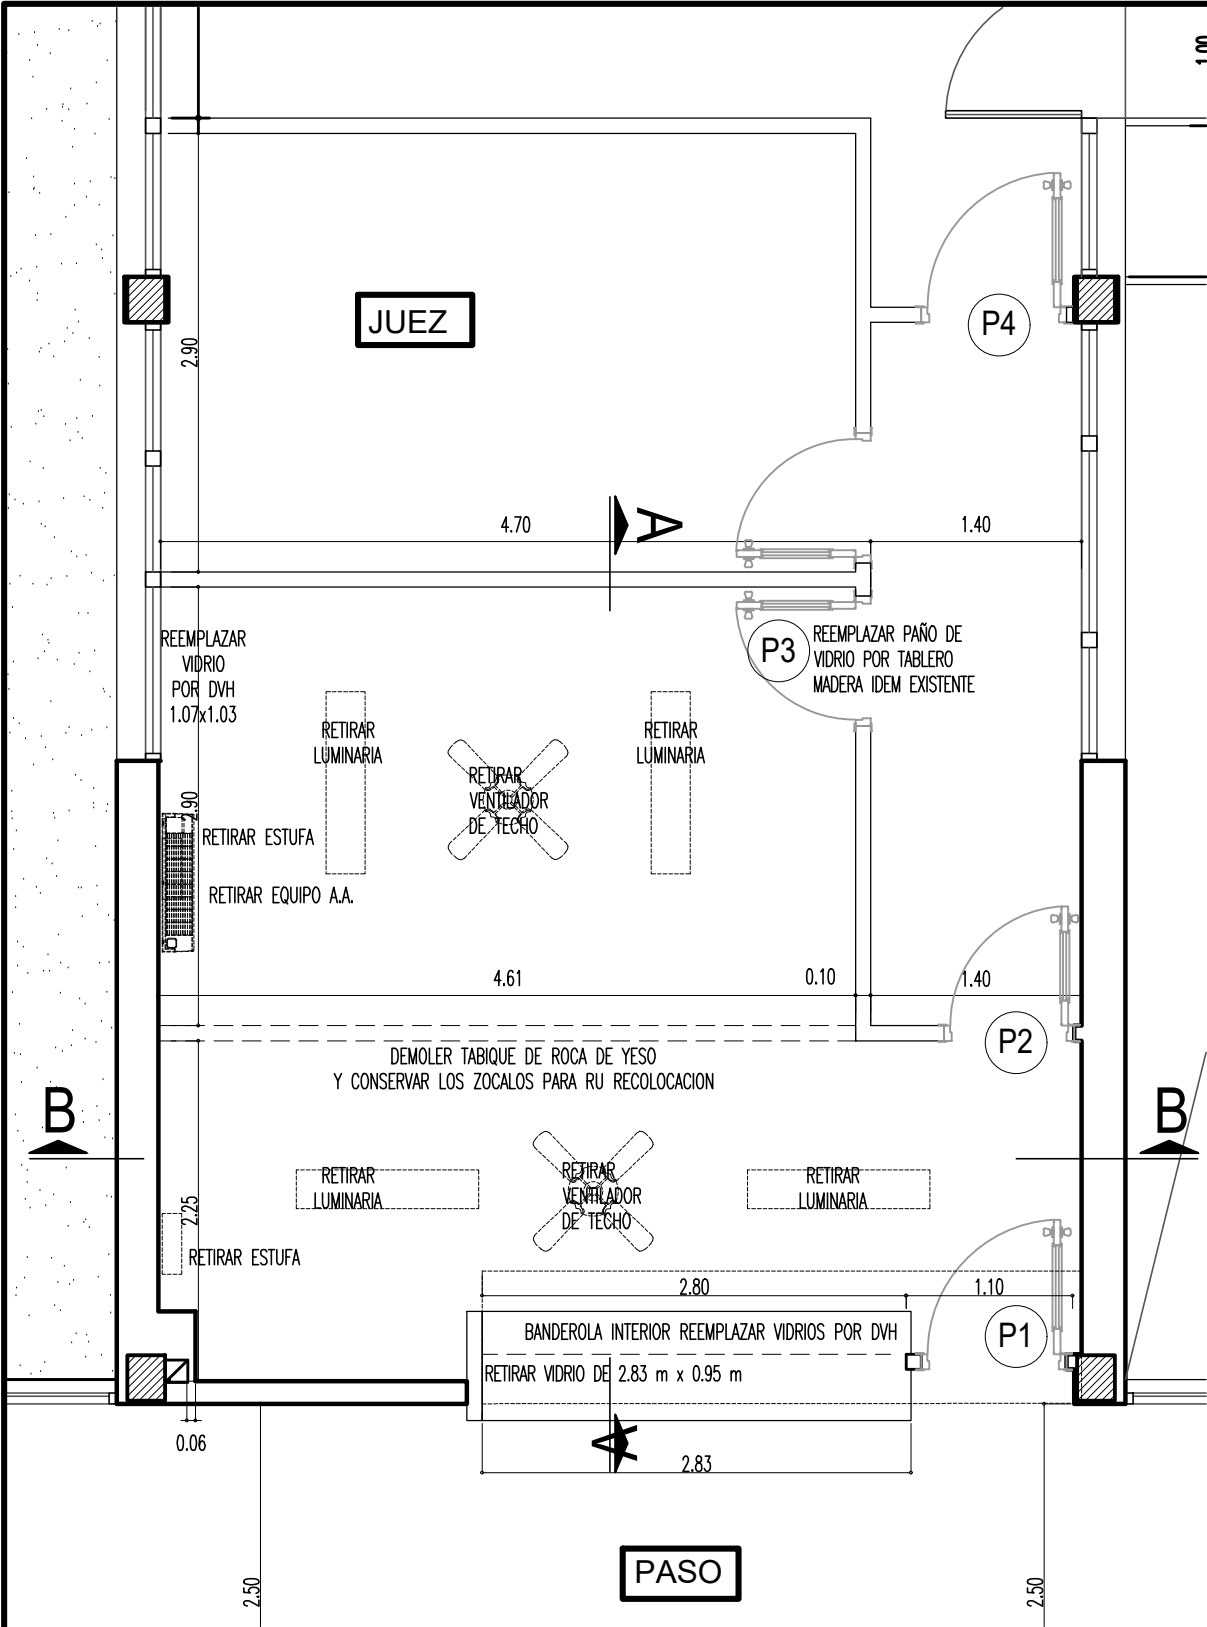 1.00
JUEZ
P4
2.90
4.70
A
1.40
REEMPLAZAR
VIDRIO
POR DVH
1.07x1.03
P3
REEMPLAZAR PAÑO DE
VIDRIO POR TABLERO
MADERA IDEM EXISTENTE
RETIRAR
LUMINARIA
RETIRAR
LUMINARIA
RETIRAR
VENTILADOR
DE TECHO
2.90
RETIRAR ESTUFA
RETIRAR EQUIPO A.A.
4.61
0.10
1.40
P2
DEMOLER TABIQUE DE ROCA DE YESO
Y CONSERVAR LOS ZOCALOS PARA RU RECOLOCACION
B
B
RETIRAR
LUMINARIA
RETIRAR
VENTILADOR
DE TECHO
RETIRAR
LUMINARIA
2.25
RETIRAR ESTUFA
2.80
1.10
P1
BANDEROLA INTERIOR REEMPLAZAR VIDRIOS POR DVH
RETIRAR VIDRIO DE 2.83 m x 0.95 m
0.06
A
2.83
PASO
2.50
2.50